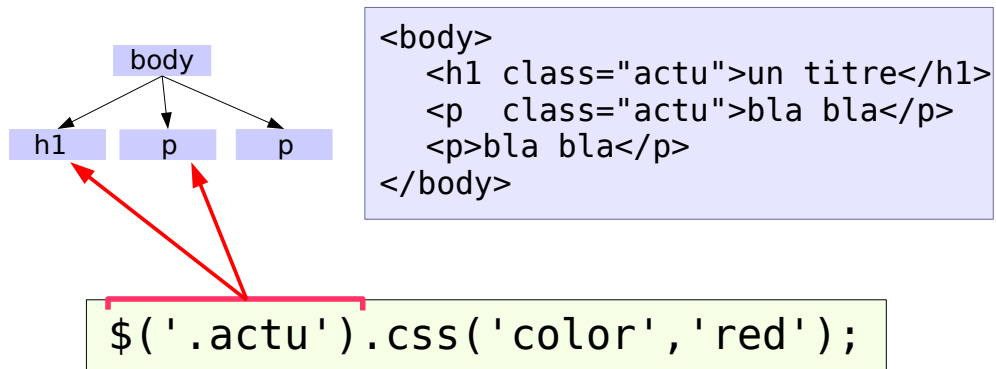 body
h1 p p
<body>
<h1 class="actu">un titre</h1>
<p  class="actu">bla bla</p>
<p>bla bla</p>
</body>
$('.actu').css('color','red');